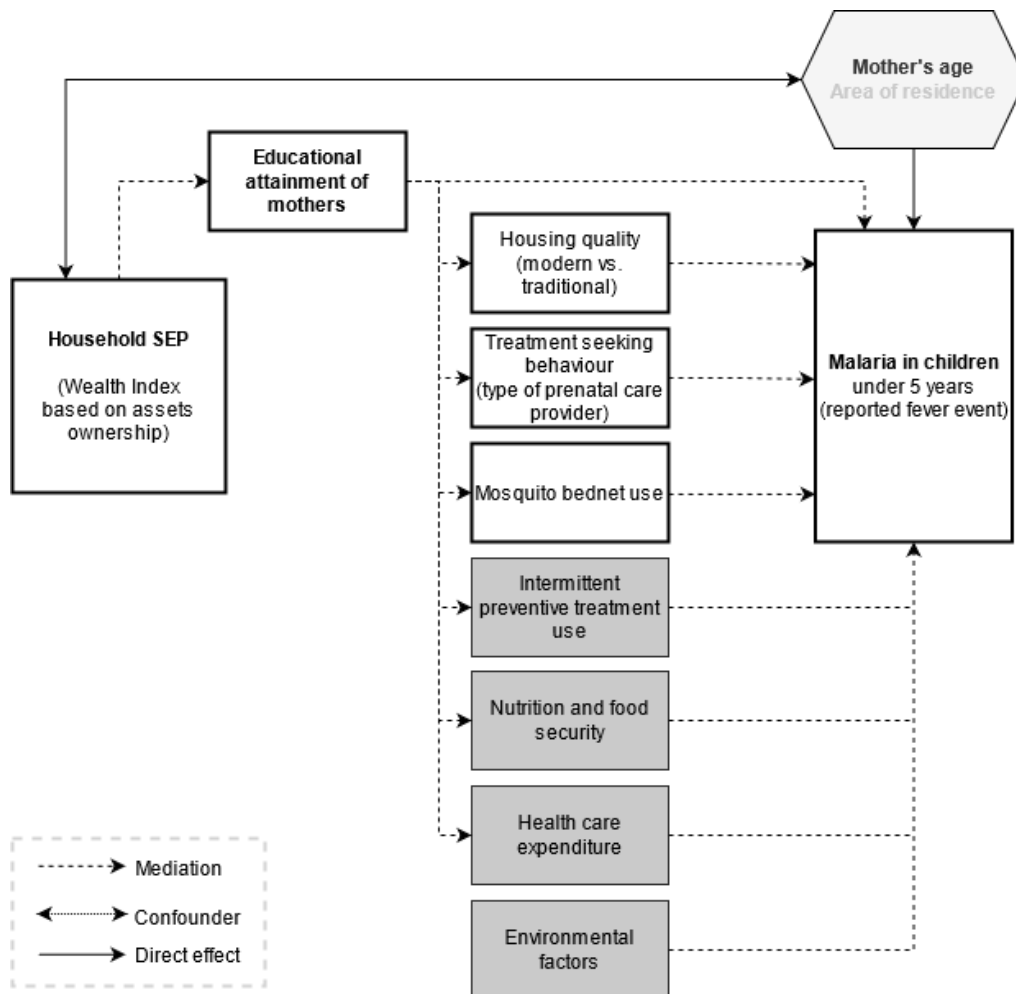 Mother's age
Area of residence
Educational
attainment of
mothers
Housing quality
(modern vs.
traditional)
Household SEP
(Wealth Index
based on assets
ownership)
Treatment seeking
behaviour
(type of prenatal care
provider)
Malaria in children
under 5 years
(reported fever event)
Mosquito bednet use
Intermittent
preventive treatment
use
Nutrition and food
security
Health care
expenditure
Environmental
factors
Mediation
Confounder
Direct effect